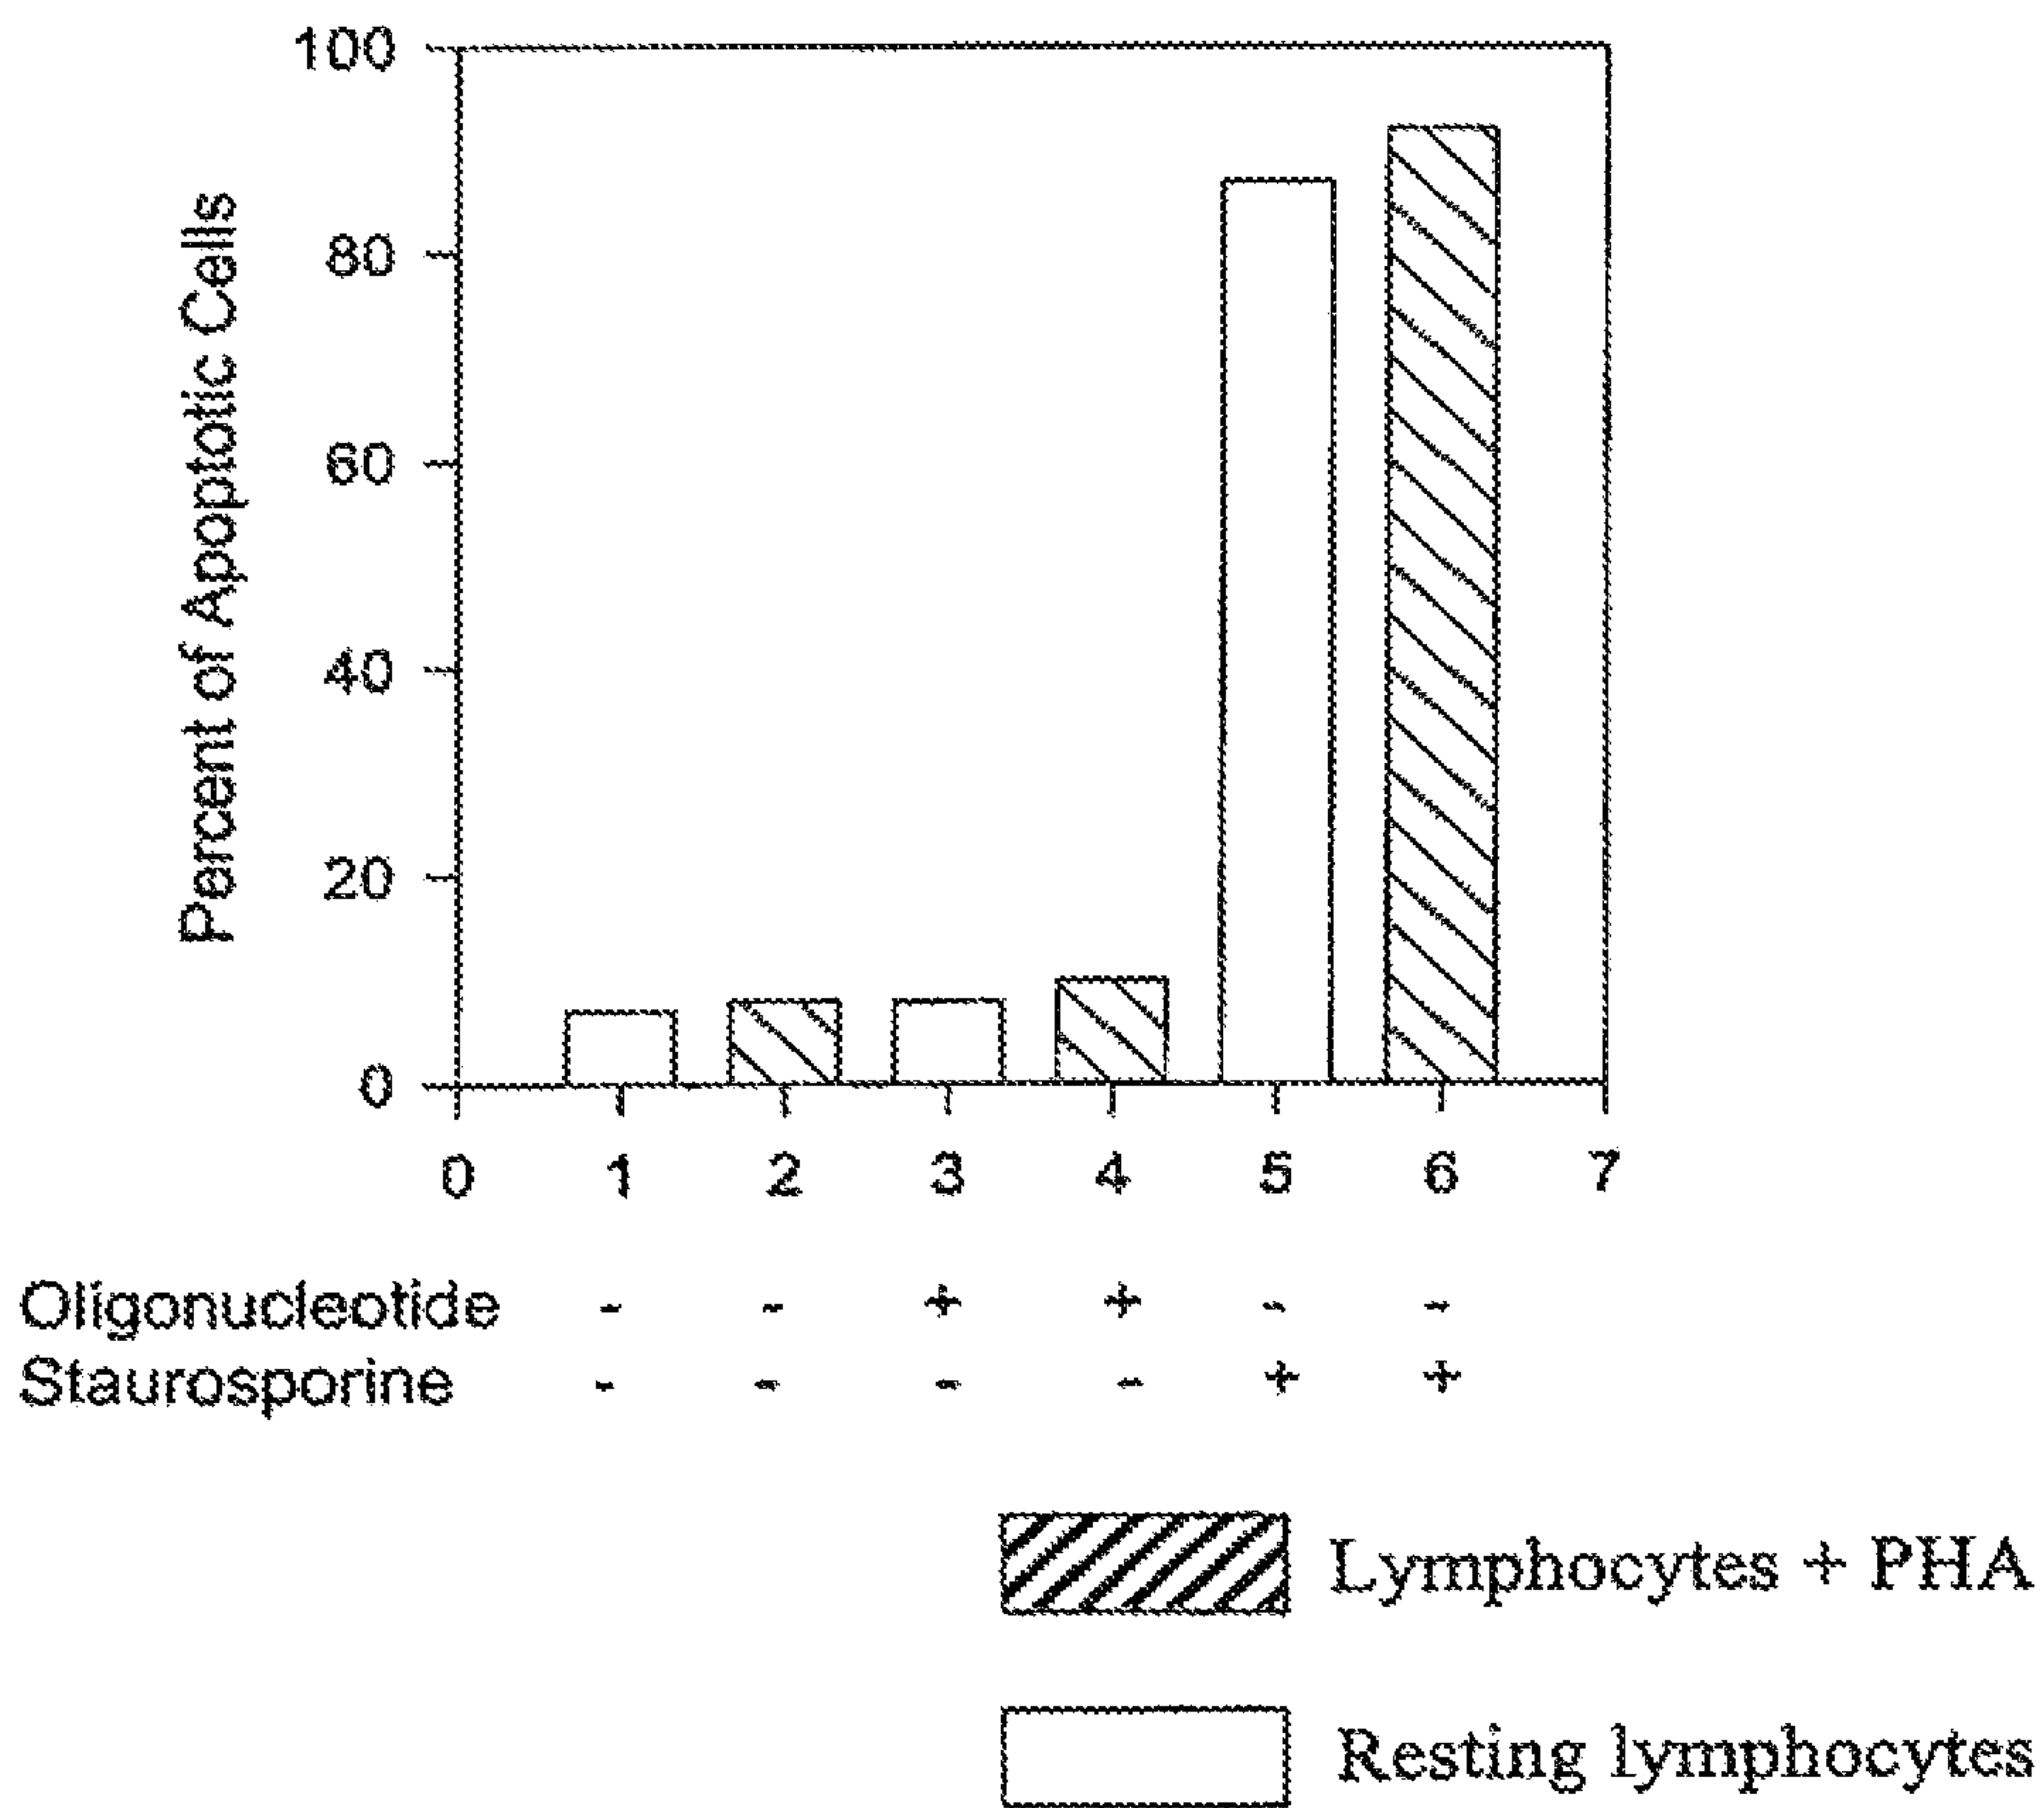 100
80
60
40
20
0
Percent of Apoptotic Cells
0 1 2 3 4 5 6 7
Oligonucleotide - - + + - -
Staurosporine - - - - + +
Lymphocytes + PHA
Resting lymphocytes